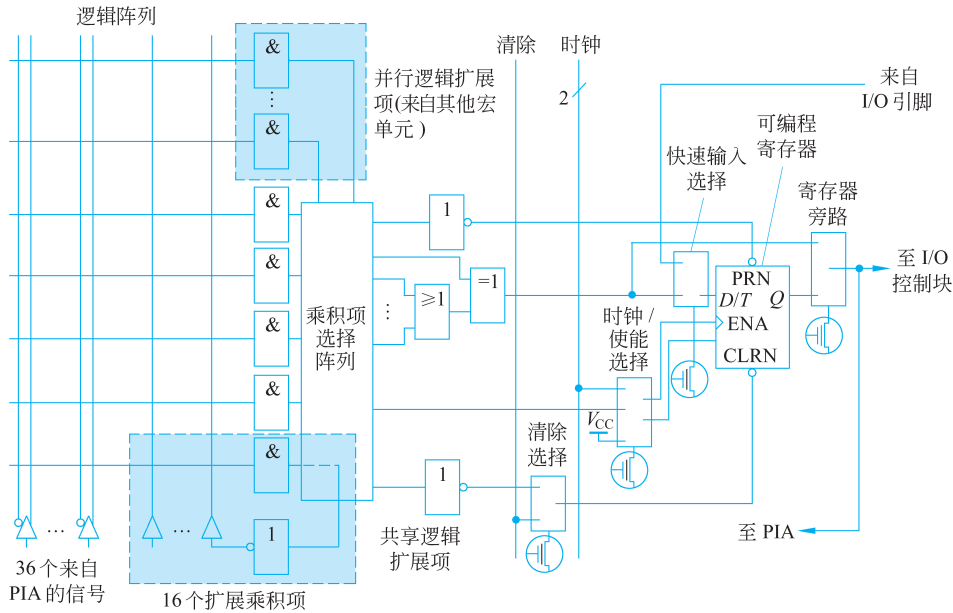 逻辑阵列
&
⋮
&
并行逻辑扩展
项(来自其他宏
单元)
清除
时钟
2
来自
I/O 引脚
可编程
寄存器
快速输入
选择
寄存器
旁路
&
&
&
&
&
1
乘积项
选择
阵列
1
=1
≥1
⋮
PRN
D/T
Q
ENA
CLRN
至 I/O
控制块
时钟 /
使能
选择
VCC
清除
选择
1
共享逻辑
扩展项
至 PIA
…
…
…
36 个来自
PIA 的信号
16 个扩展乘积项